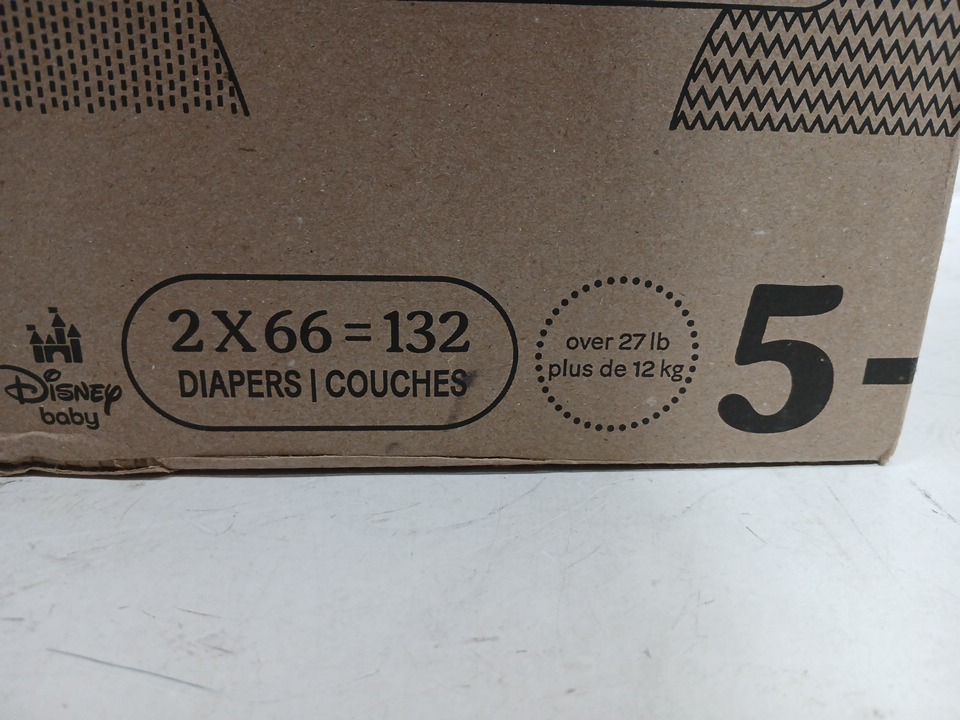 Disney
baby
2 X 66 = 132
DIAPERS | COUCHES
over 27 lb
plus de 12 kg
5-